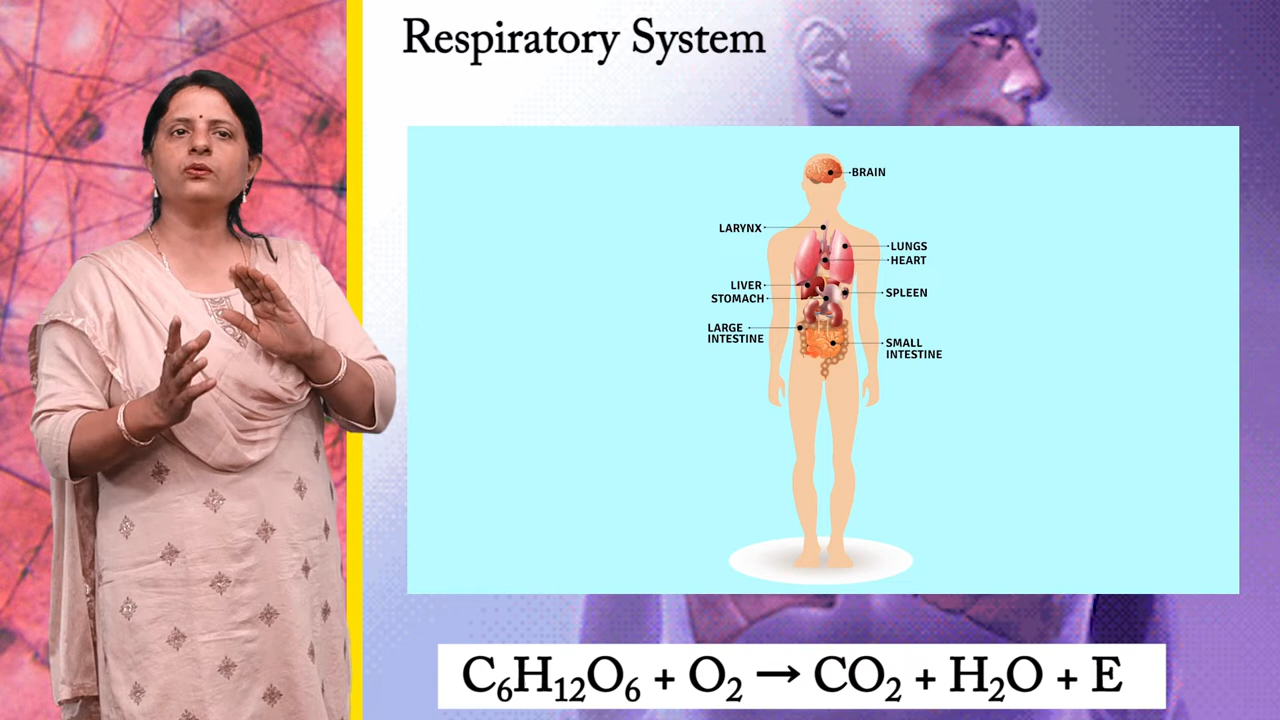 Respiratory System
BRAIN
LARYNX
LUNGS
HEART
LIVER
SPLEEN
STOMACH
LARGE
INTESTINE
SMALL
INTESTINE
C₆H₁₂O₆ + O₂ → CO₂ + H₂O + E